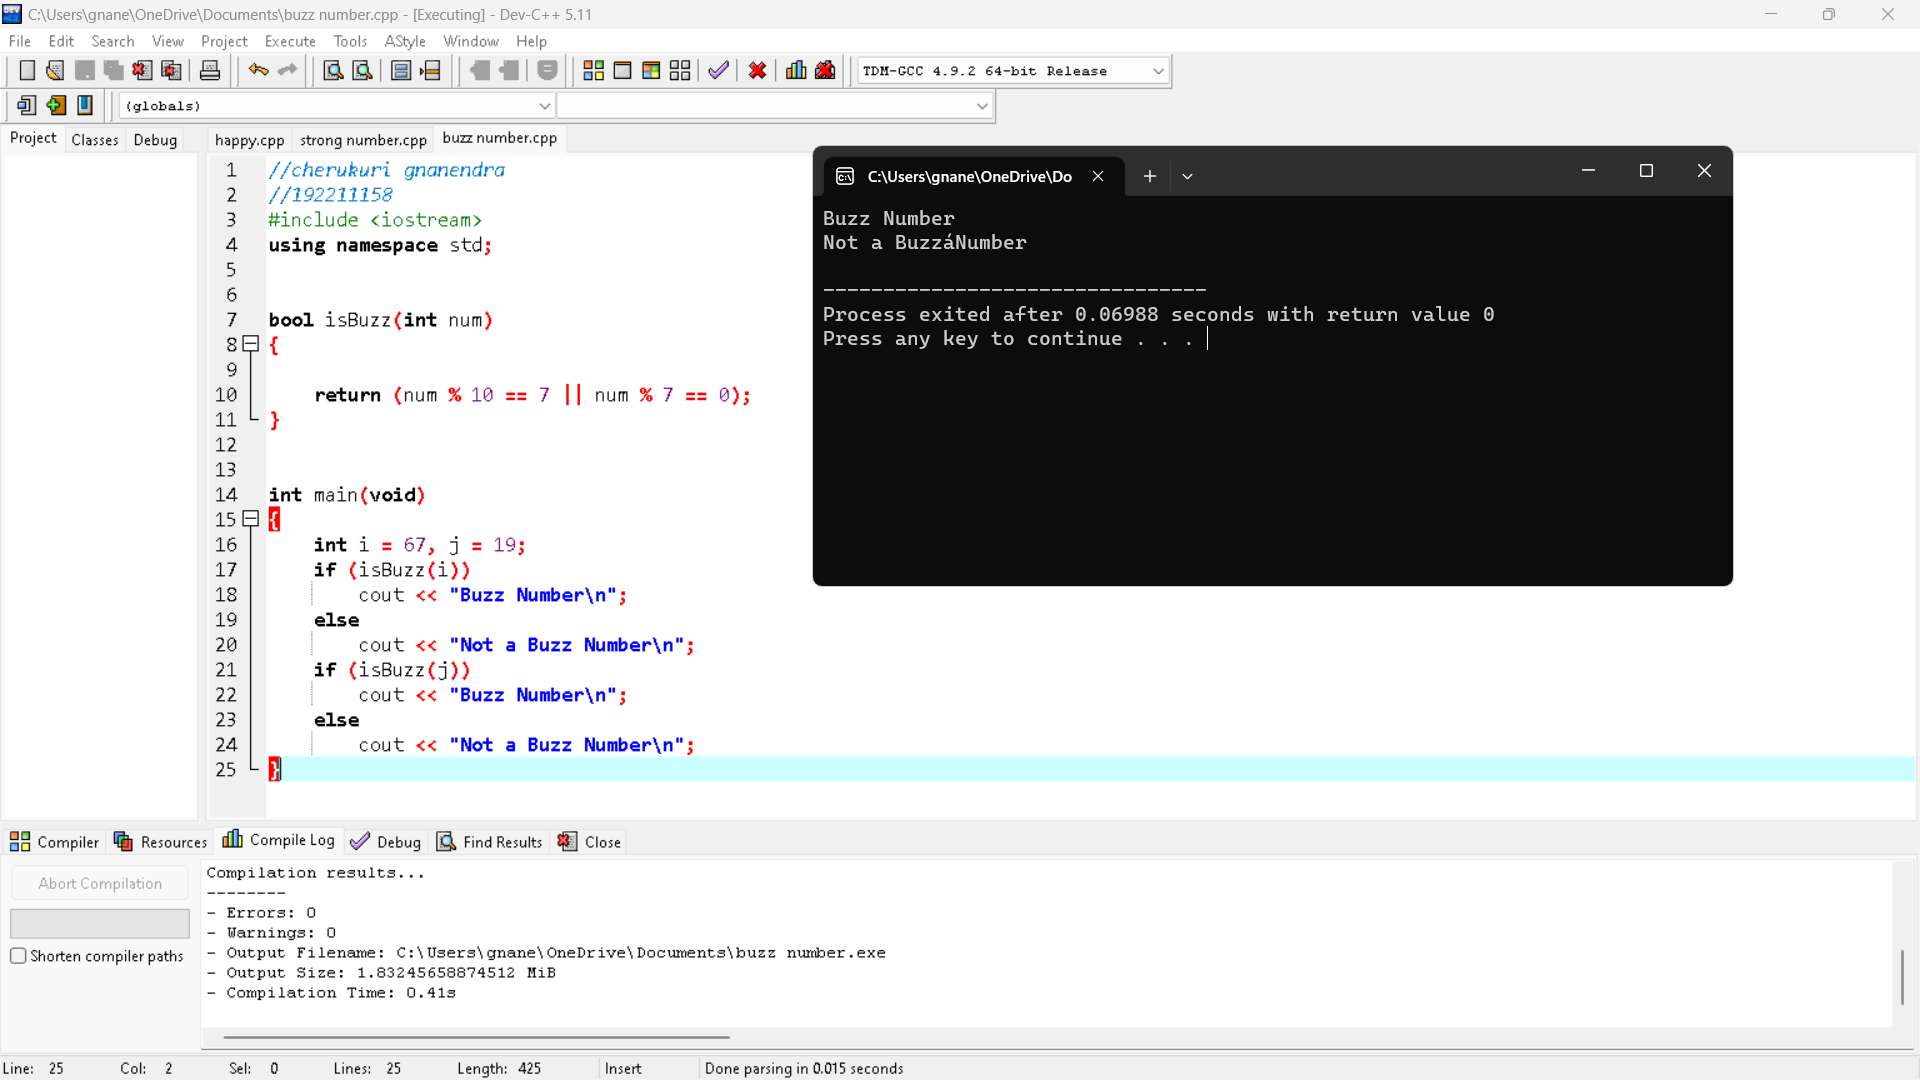 C:\Users\gnane\OneDrive\Documents\buzz number.cpp - [Executing] - Dev-C++ 5.11
File Edit Search View Project Execute Tools AStyle Window Help
TDM-GCC 4.9.2 64-bit Release
(globals)
Project Classes Debug
happy.cpp strong number.cpp buzz number.cpp
1 //cherukuri gnanendra
2 //192211158
3 #include <iostream>
4 using namespace std;
5
6
7 bool isBuzz(int num)
8 {
9
10 return (num % 10 == 7 || num % 7 == 0);
11 }
12
13
14 int main(void)
15 {
16 int i = 67, j = 19;
17 if (isBuzz(i))
18 cout << "Buzz Number\n";
19 else
20 cout << "Not a Buzz Number\n";
21 if (isBuzz(j))
22 cout << "Buzz Number\n";
23 else
24 cout << "Not a Buzz Number\n";
25 }
C:\Users\gnane\OneDrive\Do
Buzz Number
Not a BuzzáNumber
--------------------------------
Process exited after 0.06988 seconds with return value 0
Press any key to continue . . .
Compiler Resources Compile Log Debug Find Results Close
Abort Compilation
Shorten compiler paths
Compilation results...
--------
- Errors: 0
- Warnings: 0
- Output Filename: C:\Users\gnane\OneDrive\Documents\buzz number.exe
- Output Size: 1.83245658874512 MiB
- Compilation Time: 0.41s
Line: 25 Col: 2 Sel: 0 Lines: 25 Length: 425 Insert Done parsing in 0.015 seconds